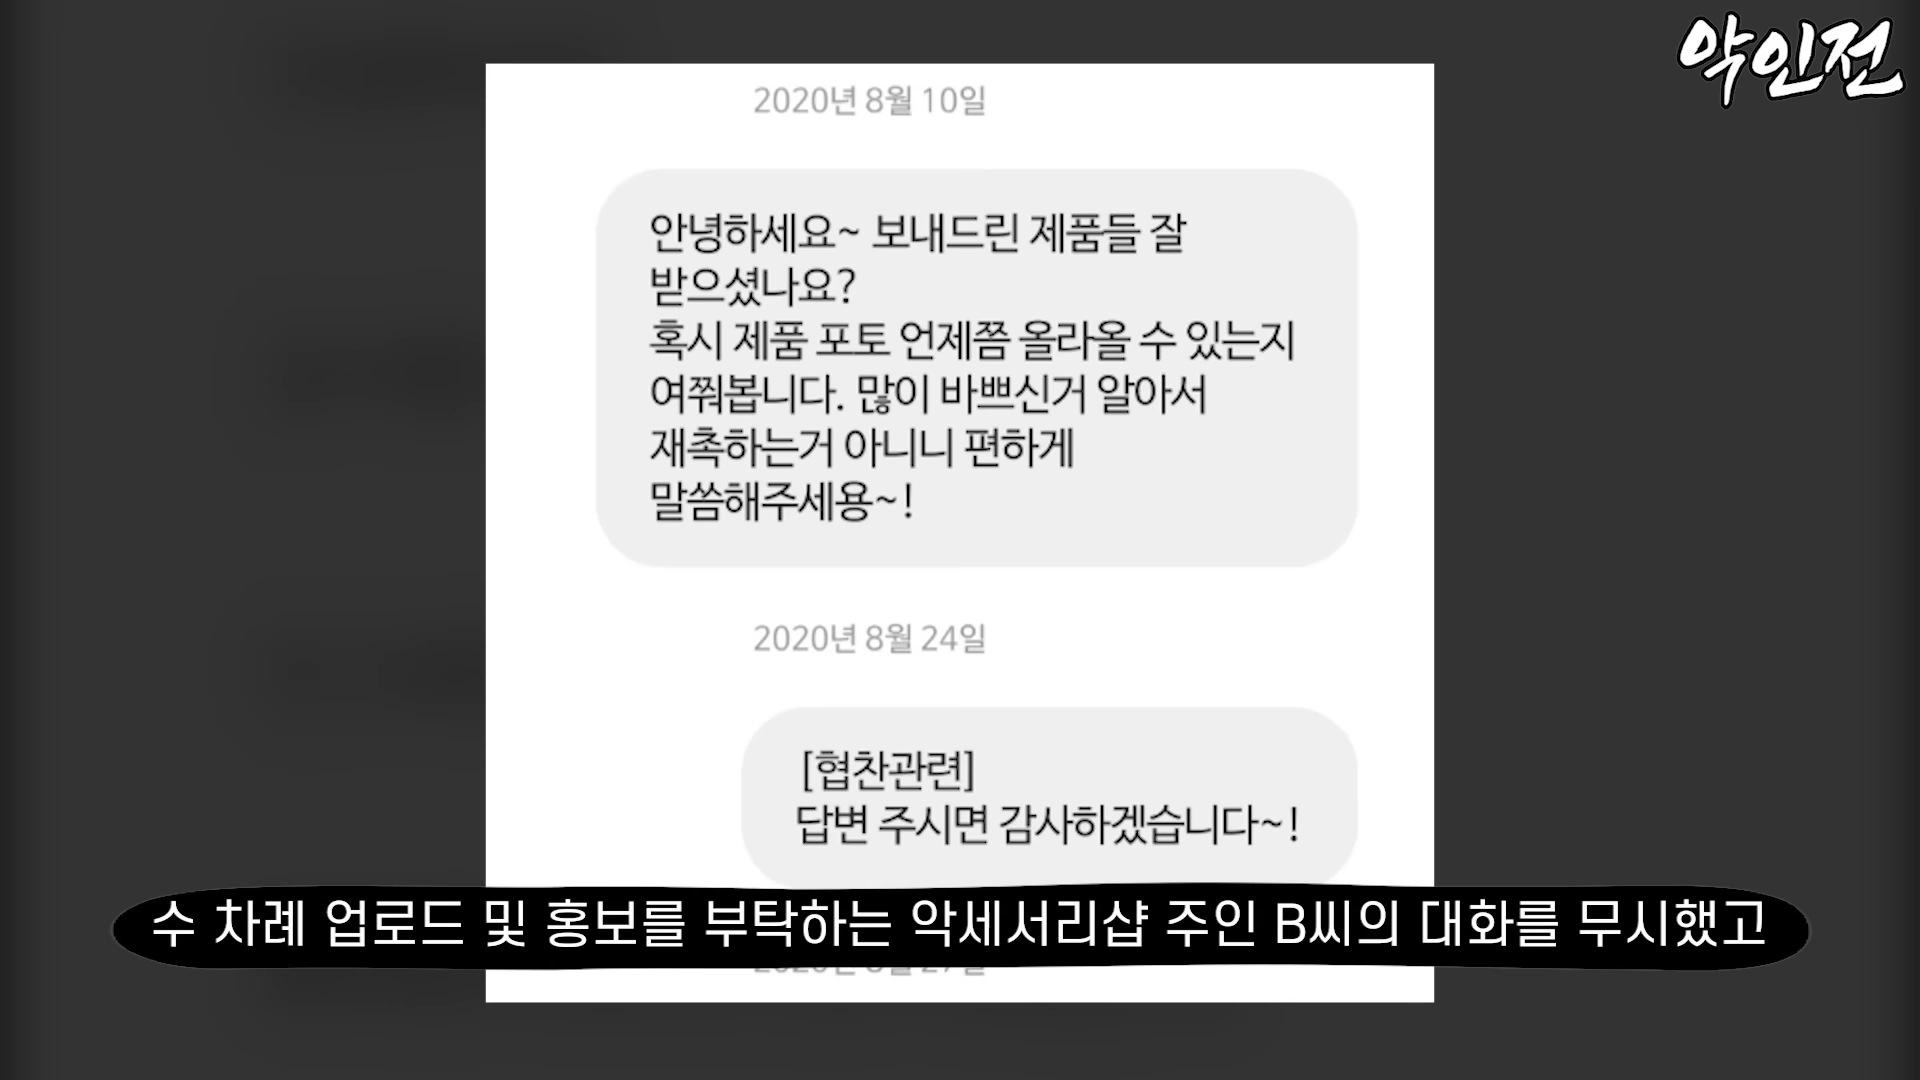 약인전
2020년 8월 10일
안녕하세요~ 보내드린 제품들 잘
받으셨나요?
혹시 제품 포토 언제쯤 올라올 수 있는지
여쭤봅니다. 많이 바쁘신거 알아서
재촉하는거 아니니 편하게
말씀해주세용~!
2020년 8월 24일
[협찬관련]
답변 주시면 감사하겠습니다~!
수 차례 업로드 및 홍보를 부탁하는 악세서리샵 주인 B씨의 대화를 무시했고